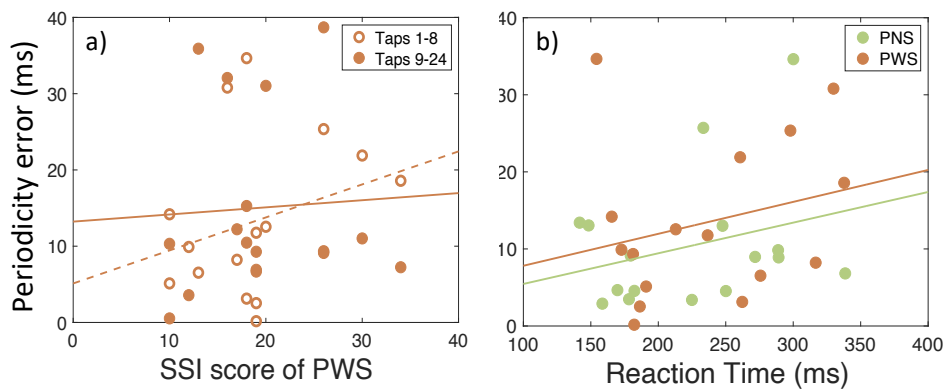 a)
Taps 1-8
Taps 9-24
Periodicity error (ms)
40
30
20
10
0
0 10 20 30 40
SSI score of PWS
b)
PNS
PWS
40
30
20
10
0
100 150 200 250 300 350 400
Reaction Time (ms)